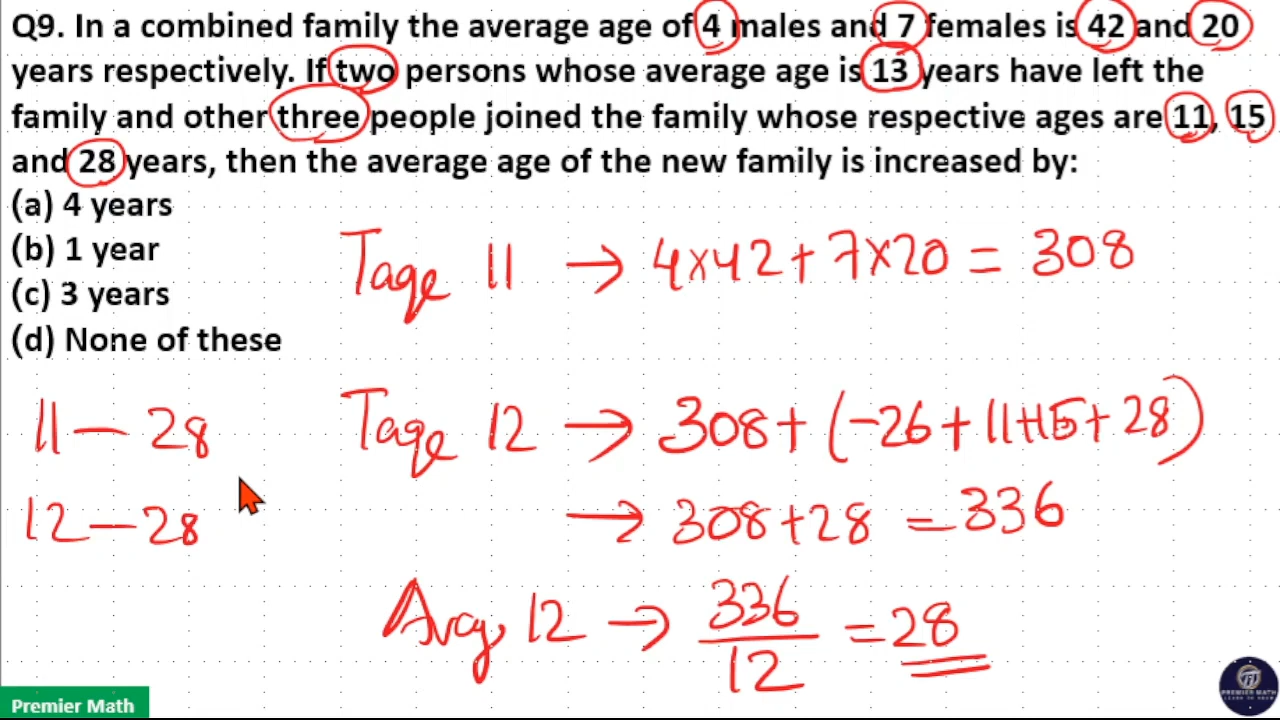 Q9. In a combined family the average age of 4 males and 7 females is 42 and 20
years respectively. If two persons whose average age is 13 years have left the
family and other three people joined the family whose respective ages are 11, 15
and 28 years, then the average age of the new family is increased by:
(a) 4 years
(b) 1 year
(c) 3 years
(d) None of these
Tage 11 → 4×42 + 7×20 = 308
11 – 28
12 – 28
Tage 12 → 308 + (-26 + 11+15 + 28)
→ 308 + 28 = 336
Avg, 12 → 336/12 = 28
Premier Math
PREMIER MATH
LEARN TO KNOW